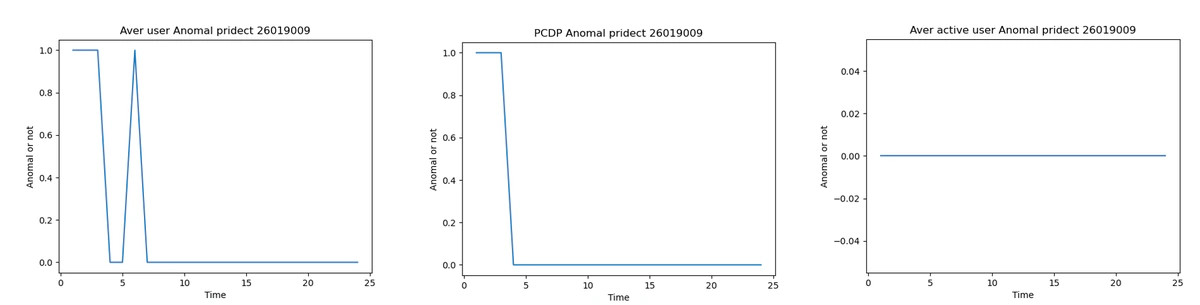 Aver user Anomal pridect 26019009
1.0
0.8
0.6
0.4
0.2
0.0
Anomal or not
0 5 10 15 20 25
Time
PCDP Anomal pridect 26019009
1.0
0.8
0.6
0.4
0.2
0.0
Anomal or not
0 5 10 15 20 25
Time
Aver active user Anomal pridect 26019009
0.04
0.02
0.00
−0.02
−0.04
Anomal or not
0 5 10 15 20 25
Time